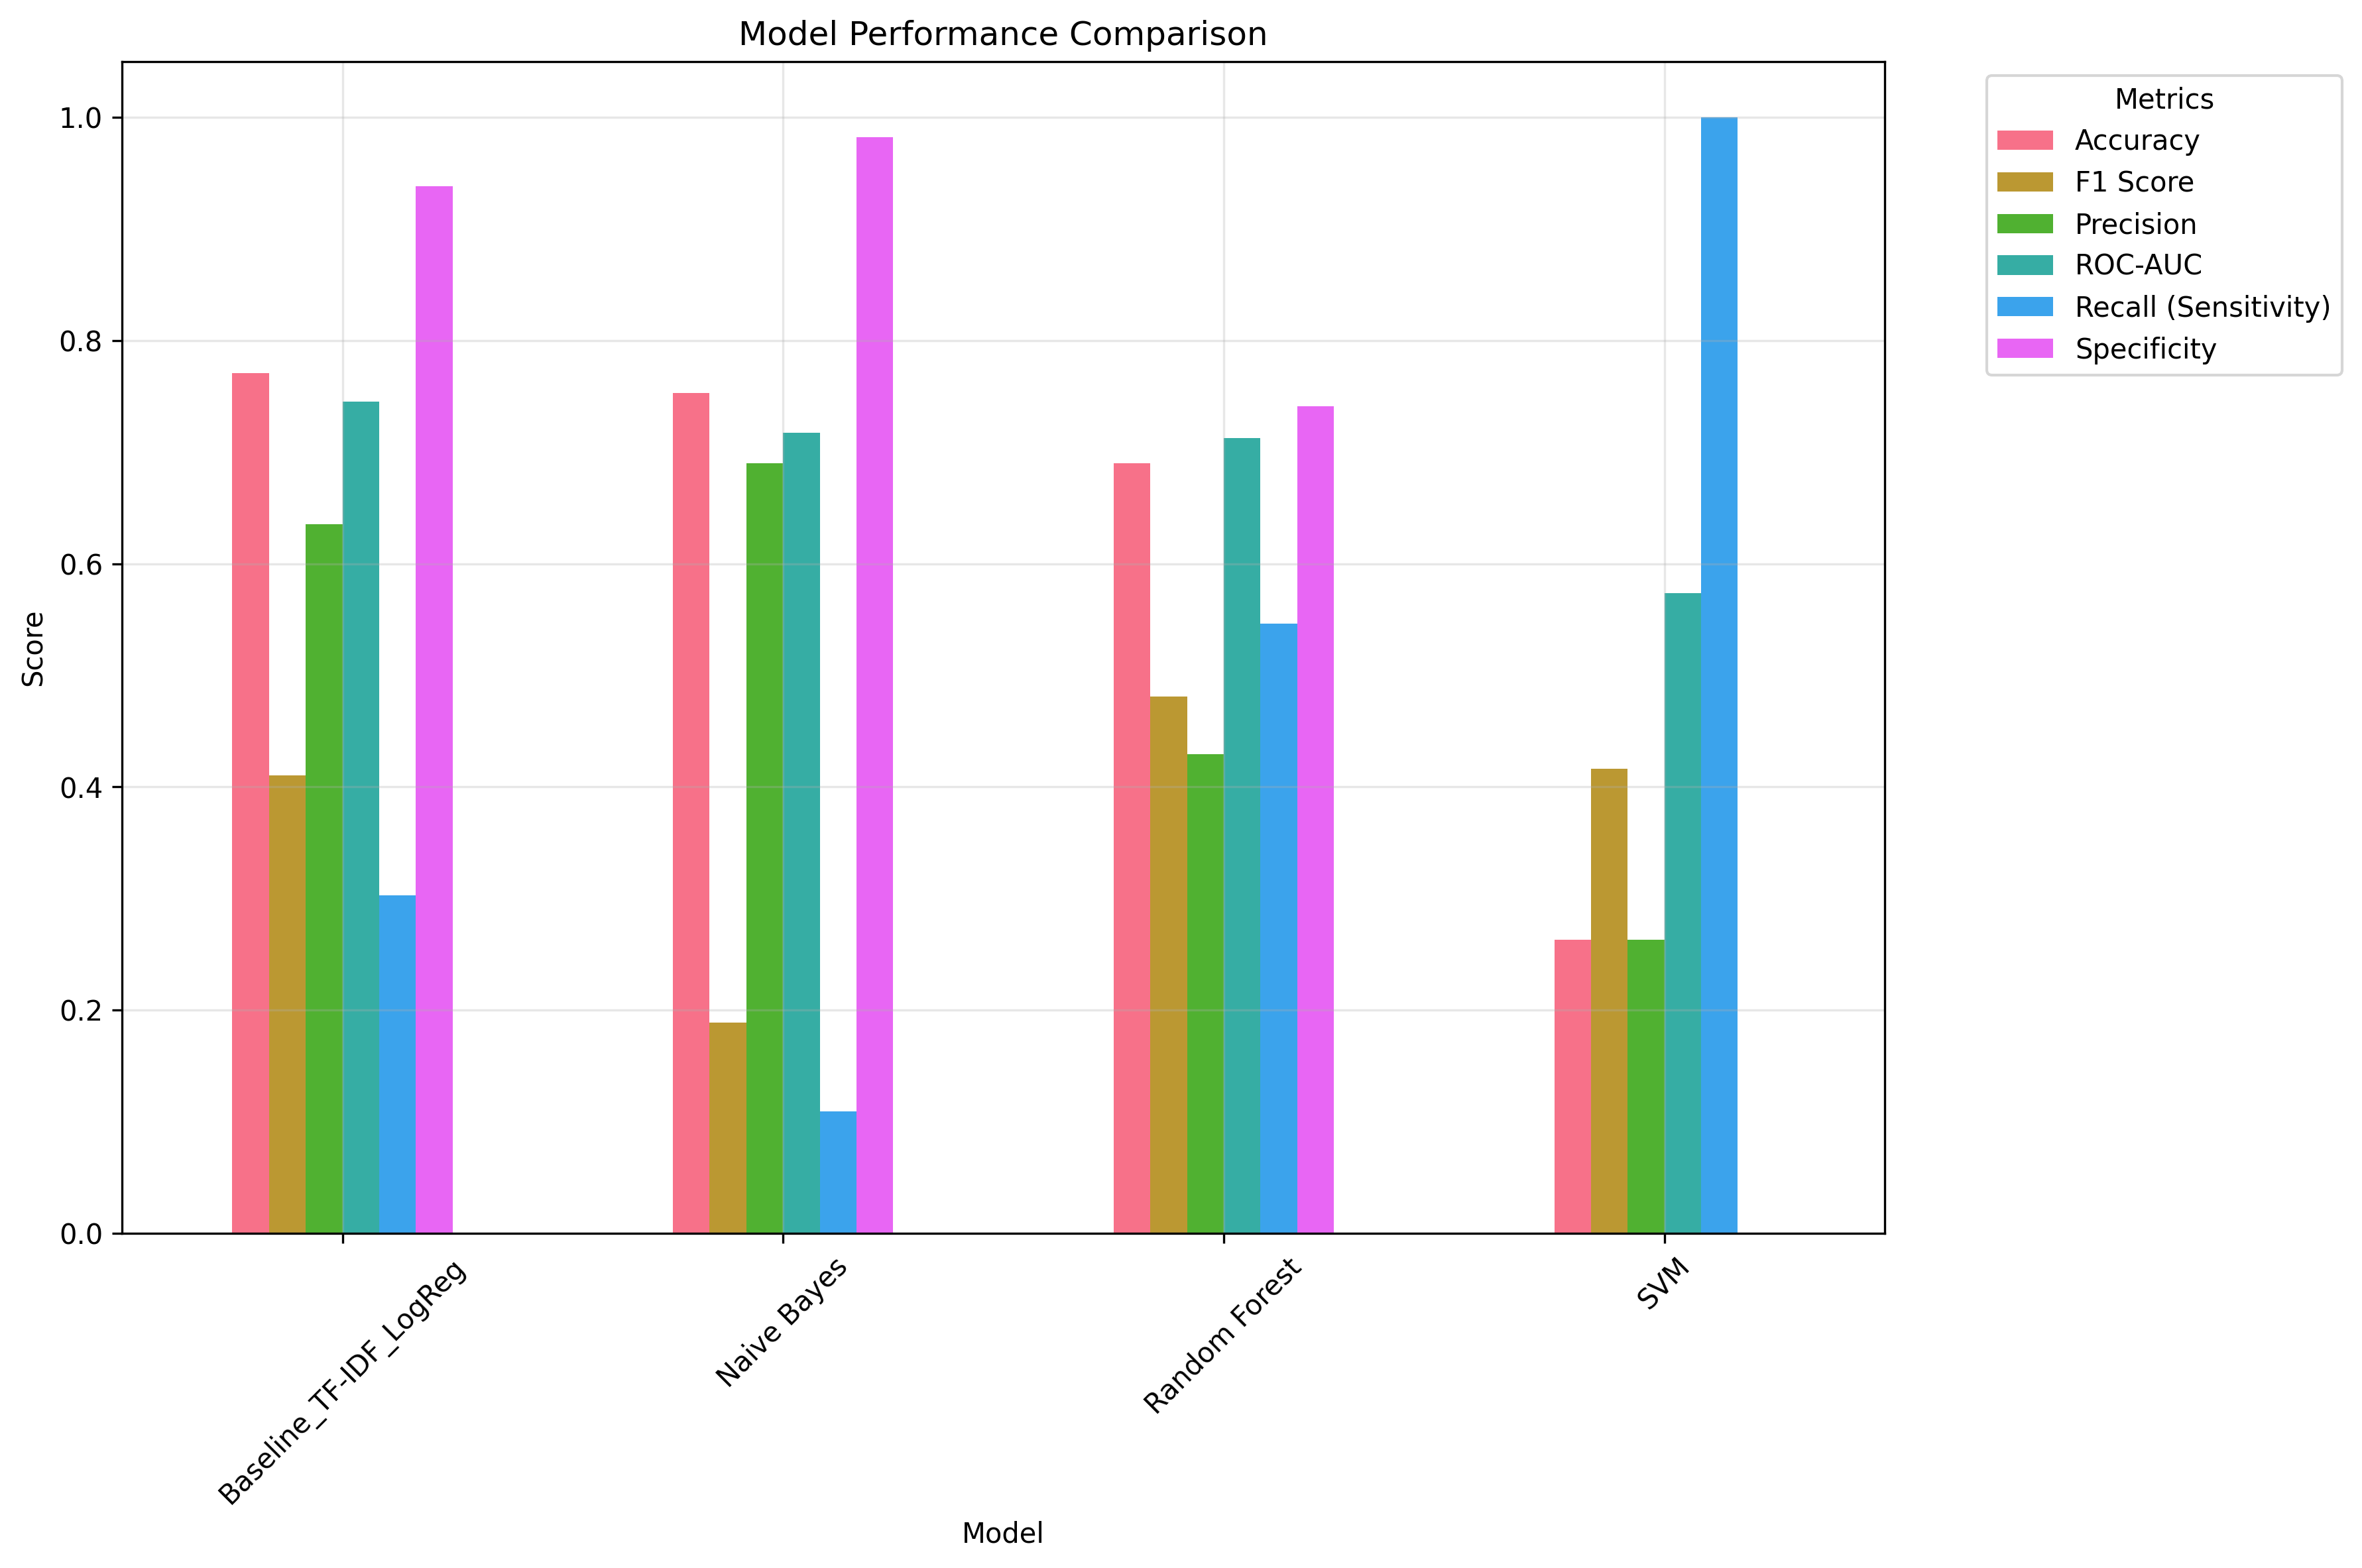 Model Performance Comparison
Metrics
Accuracy
F1 Score
Precision
ROC-AUC
Recall (Sensitivity)
Specificity
Score
1.0
0.8
0.6
0.4
0.2
0.0
Baseline_TF-IDF_LogReg
Naive Bayes
Random Forest
SVM
Model